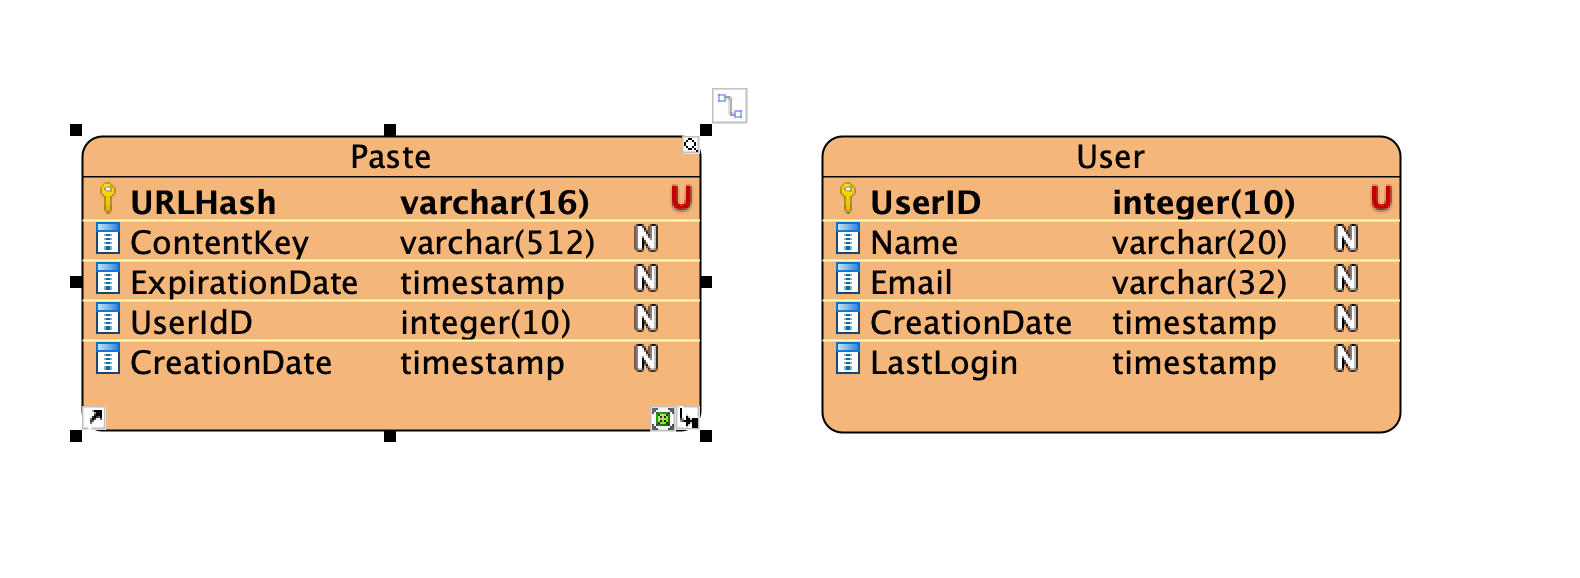 Paste
URLHash varchar(16) U
ContentKey varchar(512) N
ExpirationDate timestamp N
UserIdD integer(10) N
CreationDate timestamp N
User
UserID integer(10) U
Name varchar(20) N
Email varchar(32) N
CreationDate timestamp N
LastLogin timestamp N